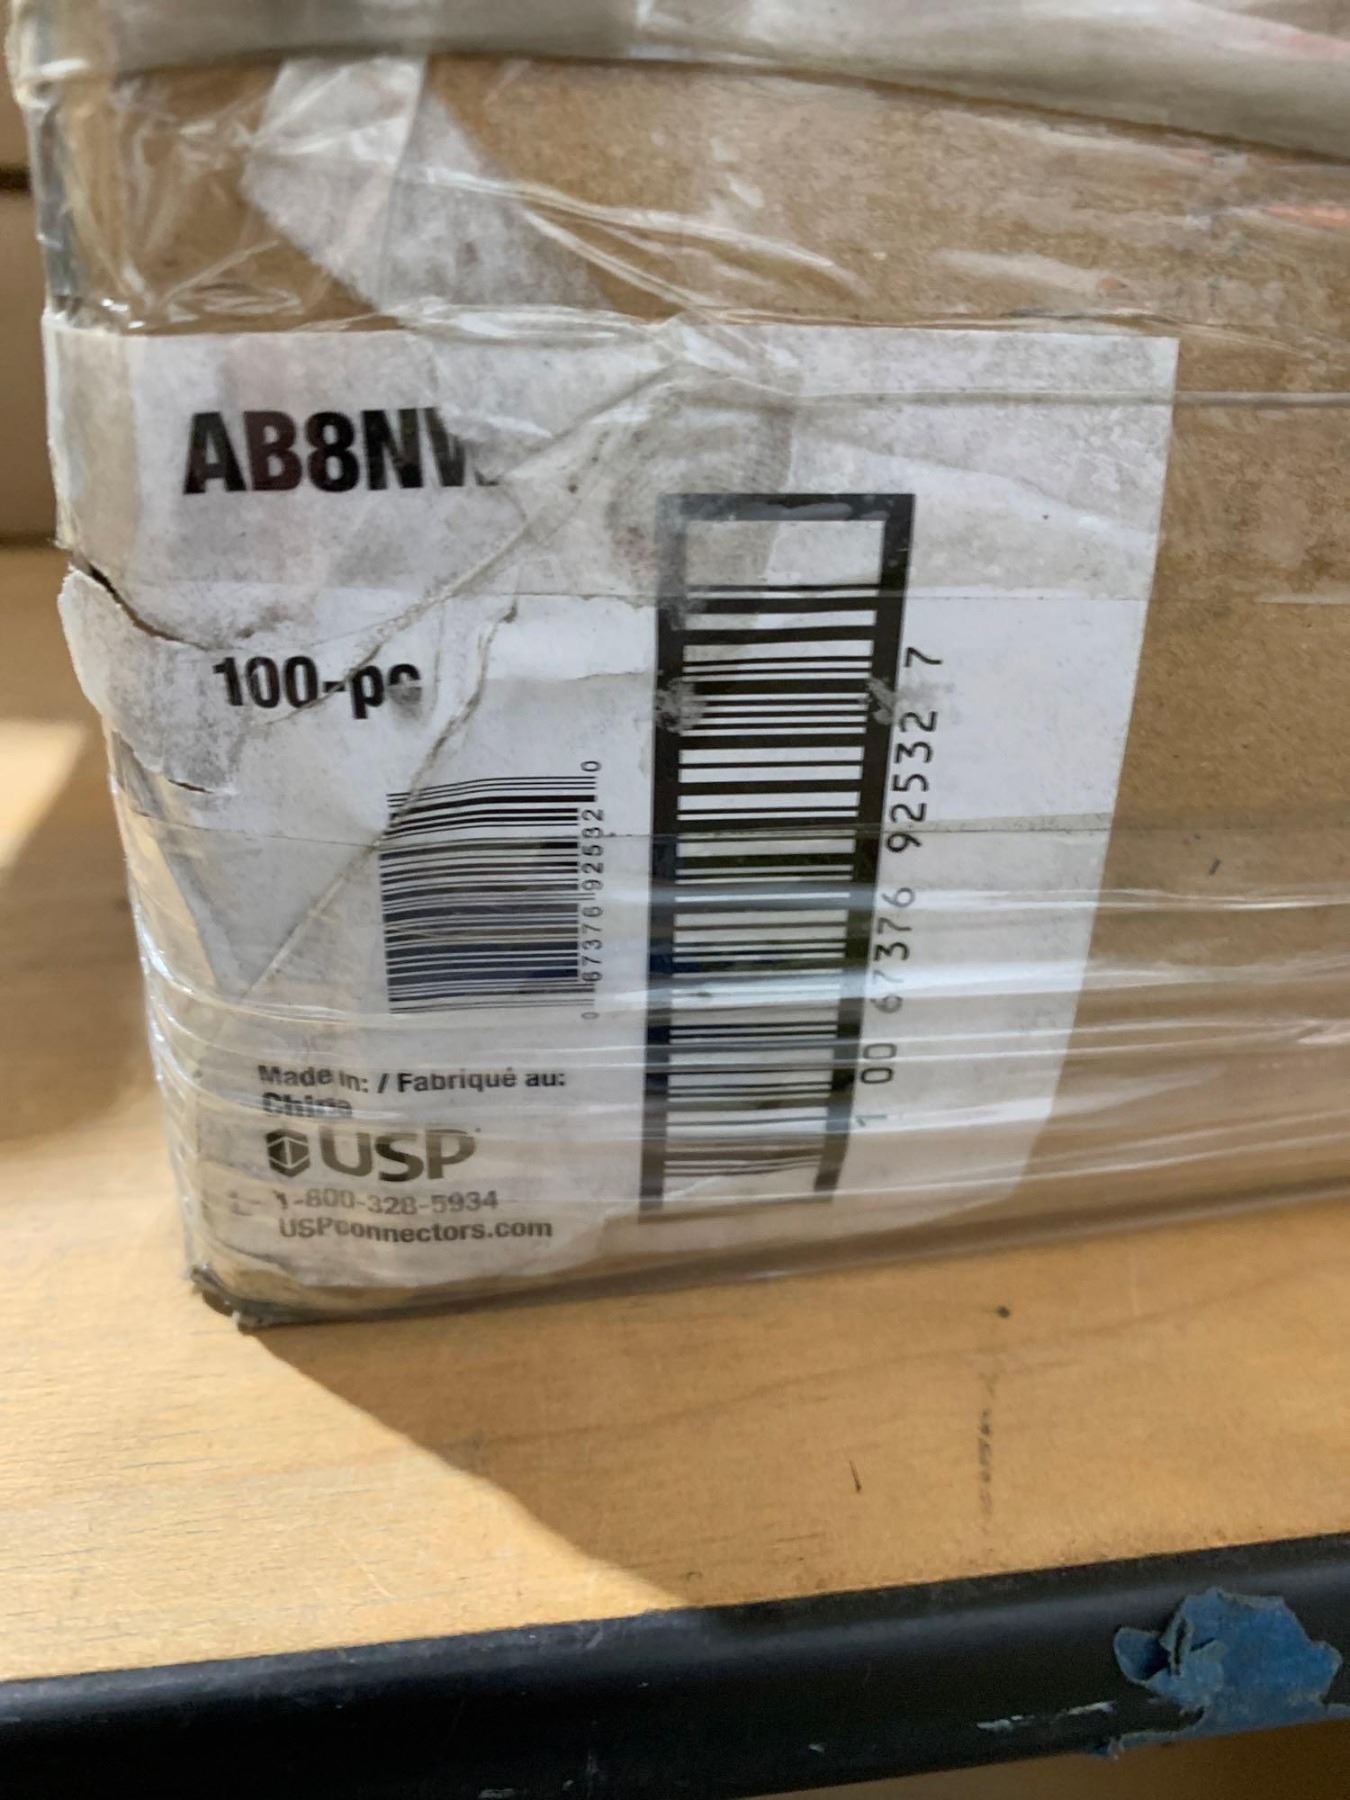 AB8NW
100-pc
0 67376 92532 0
1 00 67376 92532 7
Made in: / Fabriqué au:
China
USP
1-800-328-5934
USPconnectors.com